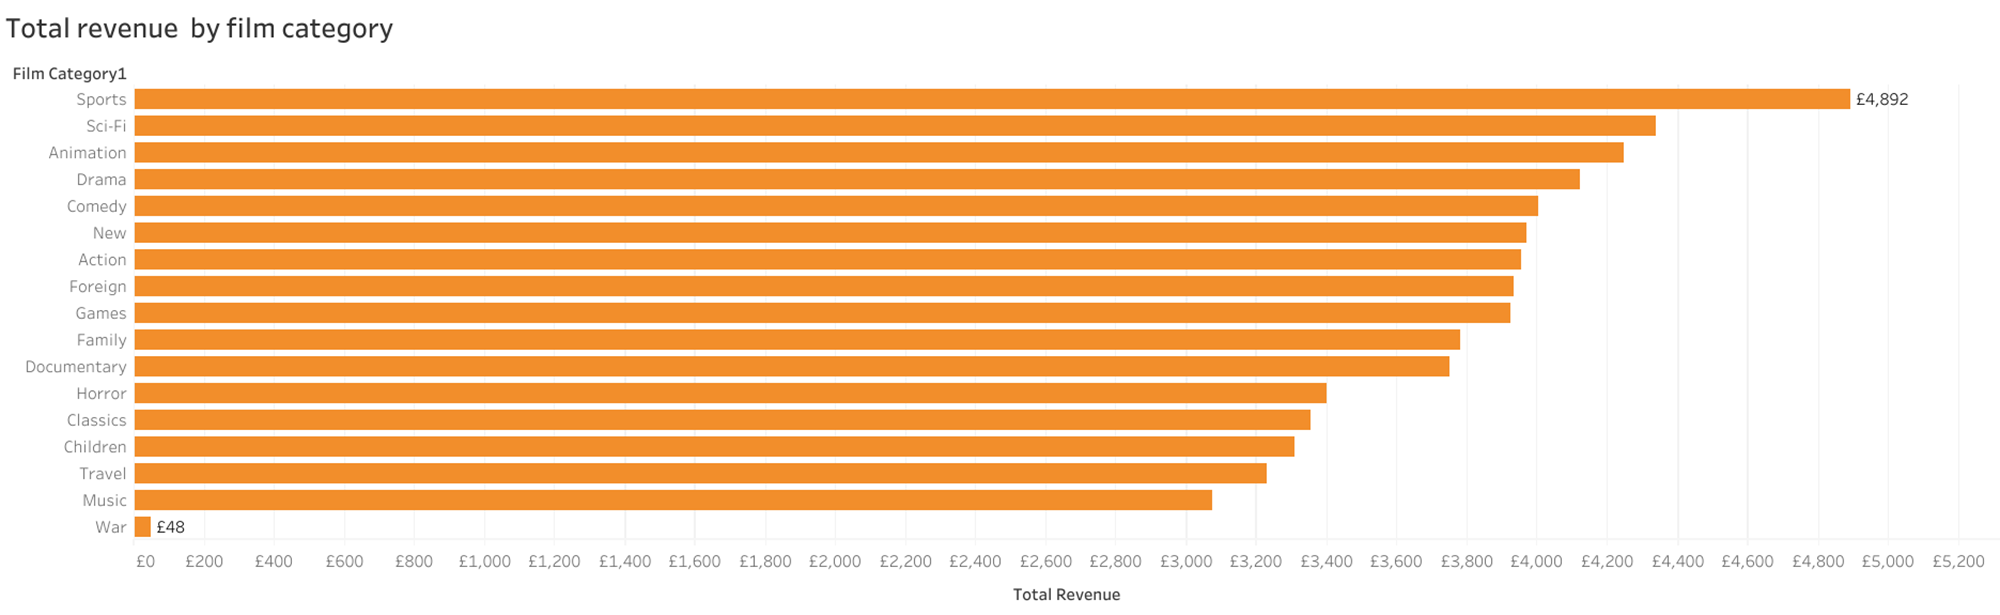 Total revenue  by film category
Film Category1
Sports £4,892
Sci-Fi
Animation
Drama
Comedy
New
Action
Foreign
Games
Family
Documentary
Horror
Classics
Children
Travel
Music
War £48
£0 £200 £400 £600 £800 £1,000 £1,200 £1,400 £1,600 £1,800 £2,000 £2,200 £2,400 £2,600 £2,800 £3,000 £3,200 £3,400 £3,600 £3,800 £4,000 £4,200 £4,400 £4,600 £4,800 £5,000 £5,200
Total Revenue